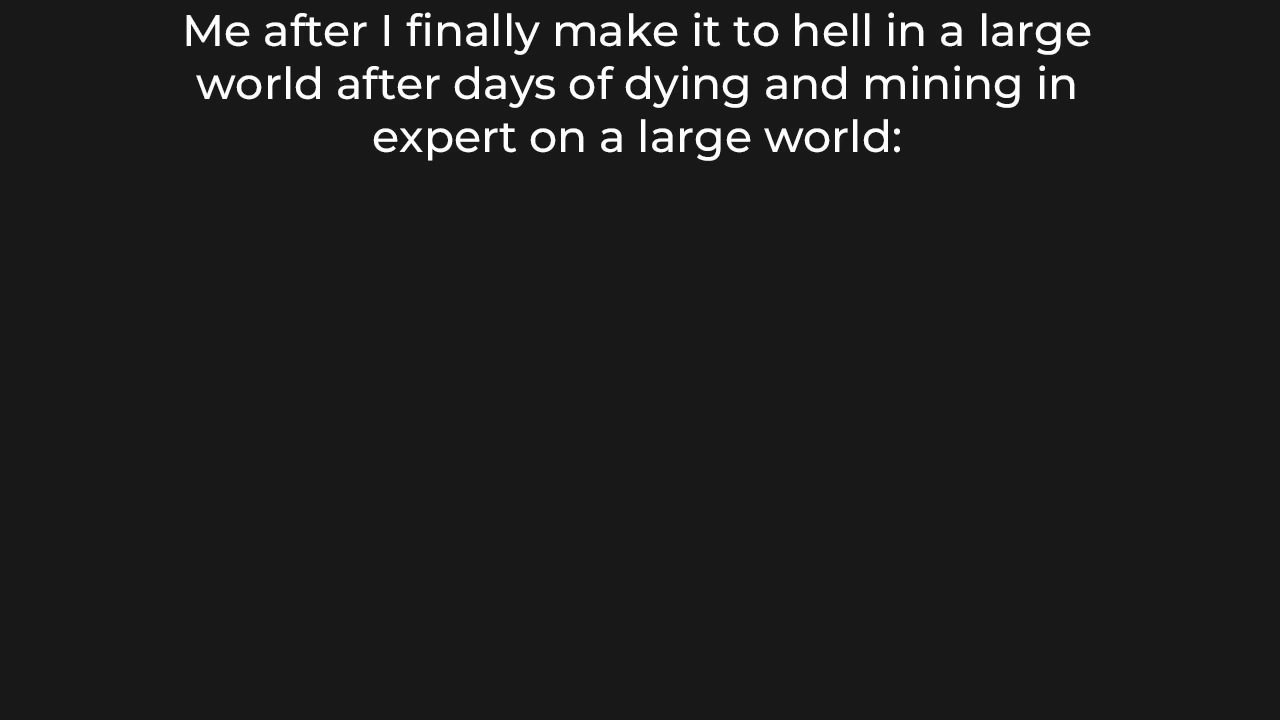 Me after I finally make it to hell in a large
world after days of dying and mining in
expert on a large world: